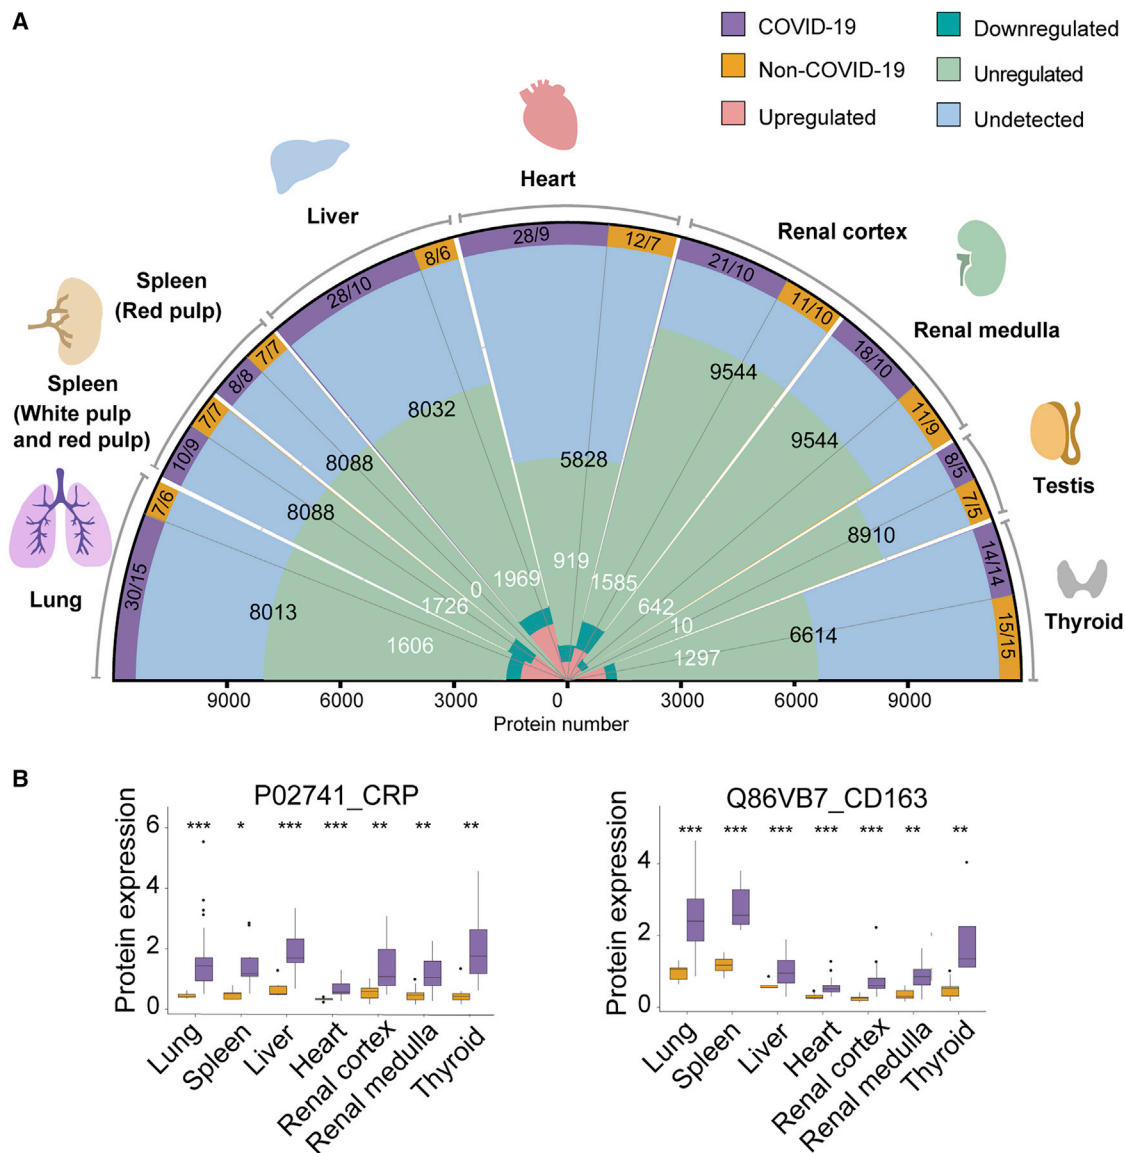 A
COVID-19
Non-COVID-19
Upregulated
Downregulated
Unregulated
Undetected
Heart
Liver
Renal cortex
Spleen
(Red pulp)
Renal medulla
Spleen
(White pulp
and red pulp)
Testis
Lung
Thyroid
30/15
7/6
10/9
7/7
8/8
7/7
28/10
8/6
28/9
12/7
21/10
11/10
18/10
11/9
8/5
7/5
14/14
15/15
8013
8088
8088
8032
5828
9544
9544
8910
6614
1606
1726
0
1969
919
1585
642
10
1297
9000
6000
3000
0
3000
6000
9000
Protein number
B
P02741_CRP
Protein expression
6
4
2
0
***
*
***
***
**
**
**
Lung
Spleen
Liver
Heart
Renal cortex
Renal medulla
Thyroid
Q86VB7_CD163
Protein expression
4
2
0
***
***
***
***
***
**
**
Lung
Spleen
Liver
Heart
Renal cortex
Renal medulla
Thyroid